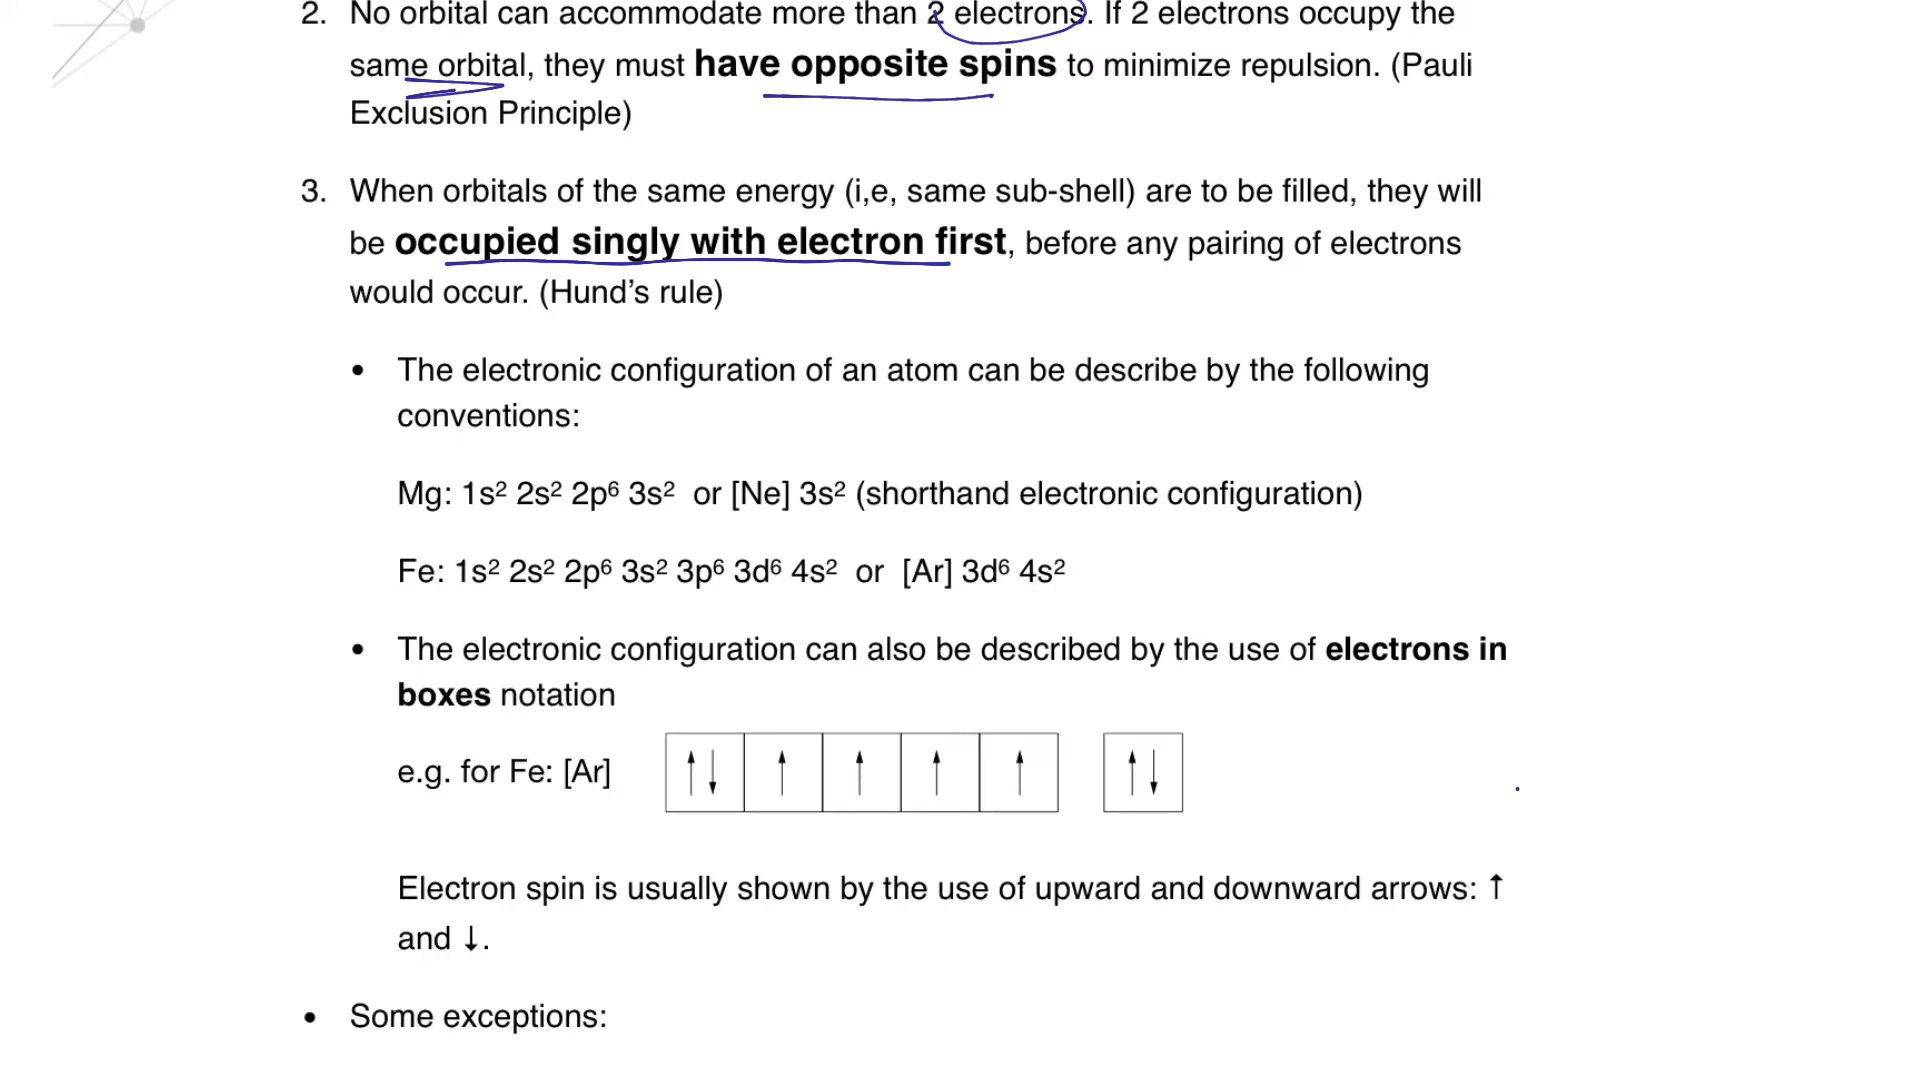 2. No orbital can accommodate more than 2 electrons. If 2 electrons occupy the
same orbital, they must have opposite spins to minimize repulsion. (Pauli
Exclusion Principle)
3. When orbitals of the same energy (i,e, same sub-shell) are to be filled, they will
be occupied singly with electron first, before any pairing of electrons
would occur. (Hund’s rule)
• The electronic configuration of an atom can be describe by the following
conventions:
Mg: 1s² 2s² 2p⁶ 3s² or [Ne] 3s² (shorthand electronic configuration)
Fe: 1s² 2s² 2p⁶ 3s² 3p⁶ 3d⁶ 4s² or [Ar] 3d⁶ 4s²
• The electronic configuration can also be described by the use of electrons in
boxes notation
e.g. for Fe: [Ar] ↑↓ ↑ ↑ ↑ ↑ ↑↓
Electron spin is usually shown by the use of upward and downward arrows: ↑
and ↓.
• Some exceptions: